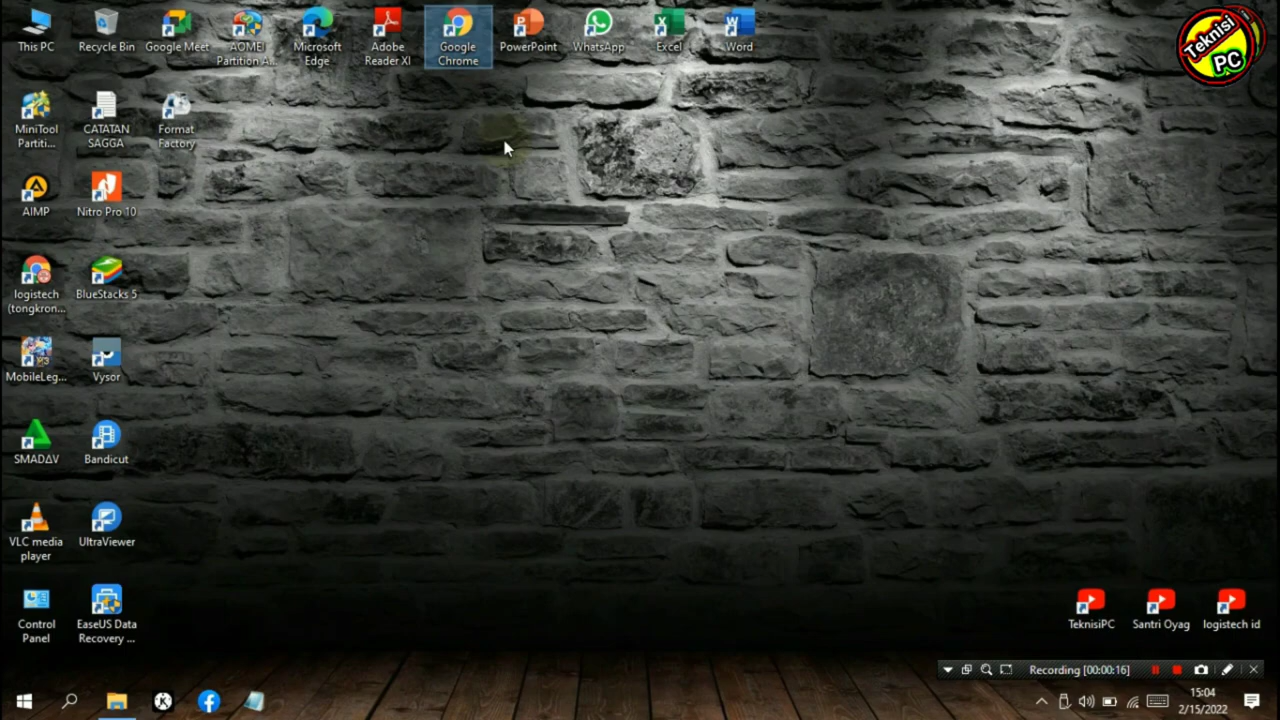 This PC
Recycle Bin
Google Meet
AOMEI
Partition A...
Microsoft
Edge
Adobe
Reader XI
Google
Chrome
PowerPoint
WhatsApp
Excel
Word
Teknisi
PC
MiniTool
Partiti...
CATATAN
SAGGA
Format
Factory
AIMP
Nitro Pro 10
logistech
(tongkron...
BlueStacks 5
MobileLeg...
Vysor
SMADΔV
Bandicut
VLC media
player
UltraViewer
Control
Panel
EaseUS Data
Recovery ...
TeknisiPC
Santri Oyag
logistech id
Recording [00:00:16]
15:04
2/15/2022